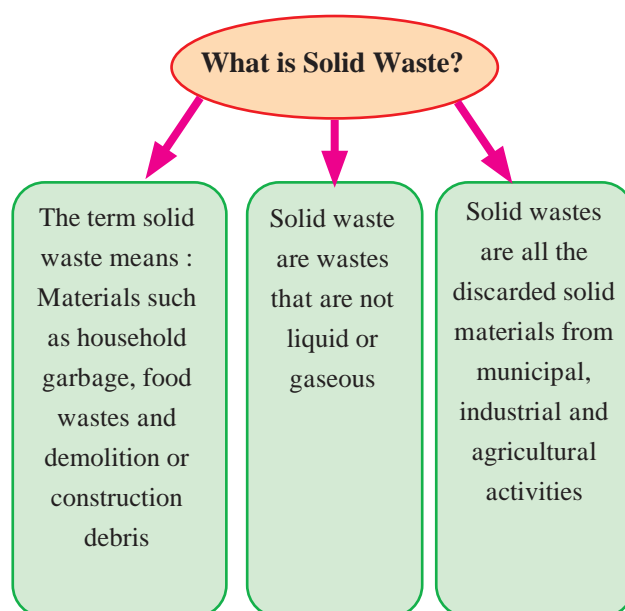 What is Solid Waste?
The term solid
waste means :
Materials such
as household
garbage, food
wastes and
demolition or
construction
debris
Solid waste
are wastes
that are not
liquid or
gaseous
Solid wastes
are all the
discarded solid
materials from
municipal,
industrial and
agricultural
activities